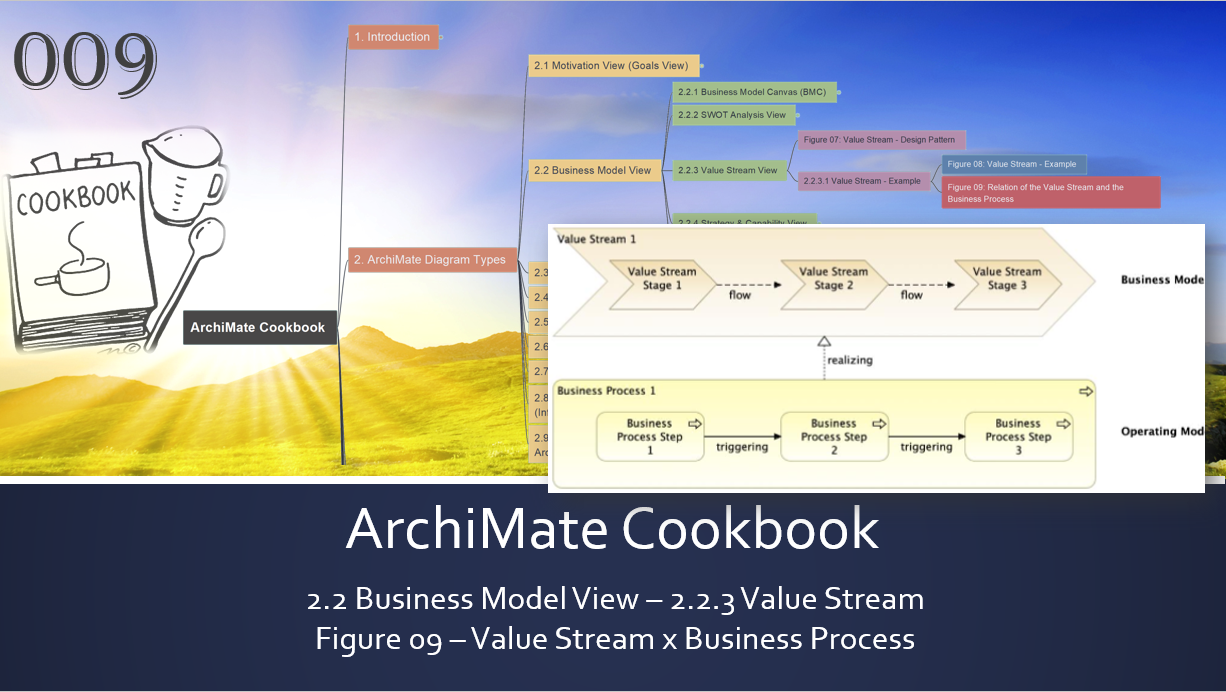 009
COOKBOOK
ArchiMate Cookbook
1. Introduction
2. ArchiMate Diagram Types
2.1 Motivation View (Goals View)
2.2 Business Model View
2.2.1 Business Model Canvas (BMC)
2.2.2 SWOT Analysis View
2.2.3 Value Stream View
Figure 07: Value Stream - Design Pattern
2.2.3.1 Value Stream - Example
Figure 08: Value Stream - Example
Figure 09: Relation of the Value Stream and the
Business Process
2.2.4 Strategy & Capability View
2.3
2.4
2.5
2.6
2.7
2.8
(In
2.9
Arc
Value Stream 1
Value Stream
Stage 1
flow
Value Stream
Stage 2
flow
Value Stream
Stage 3
Business Mode
realizing
Business Process 1
Business
Process Step
1
triggering
Business
Process Step
2
triggering
Business
Process Step
3
Operating Mod
ArchiMate Cookbook
2.2 Business Model View – 2.2.3 Value Stream
Figure 09 – Value Stream x Business Process